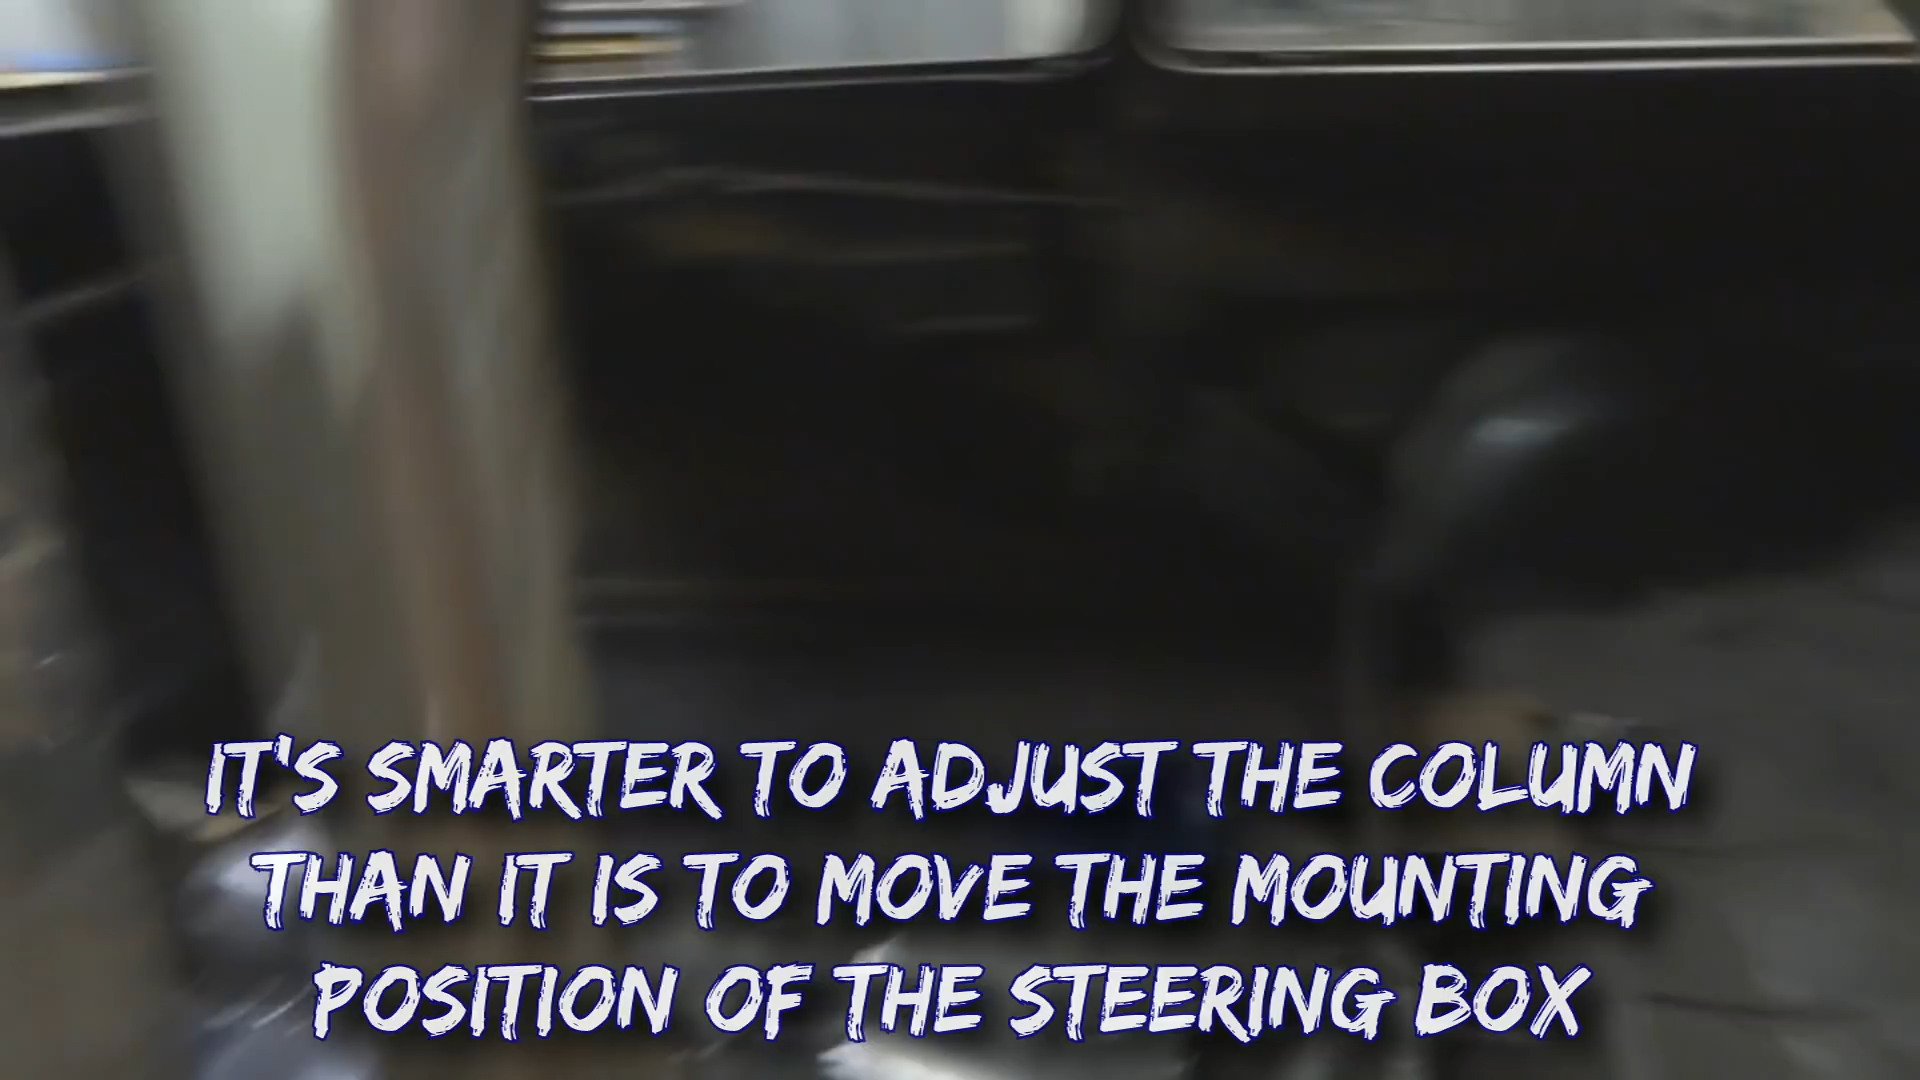 IT'S SMARTER TO ADJUST THE COLUMN
THAN IT IS TO MOVE THE MOUNTING
POSITION OF THE STEERING BOX